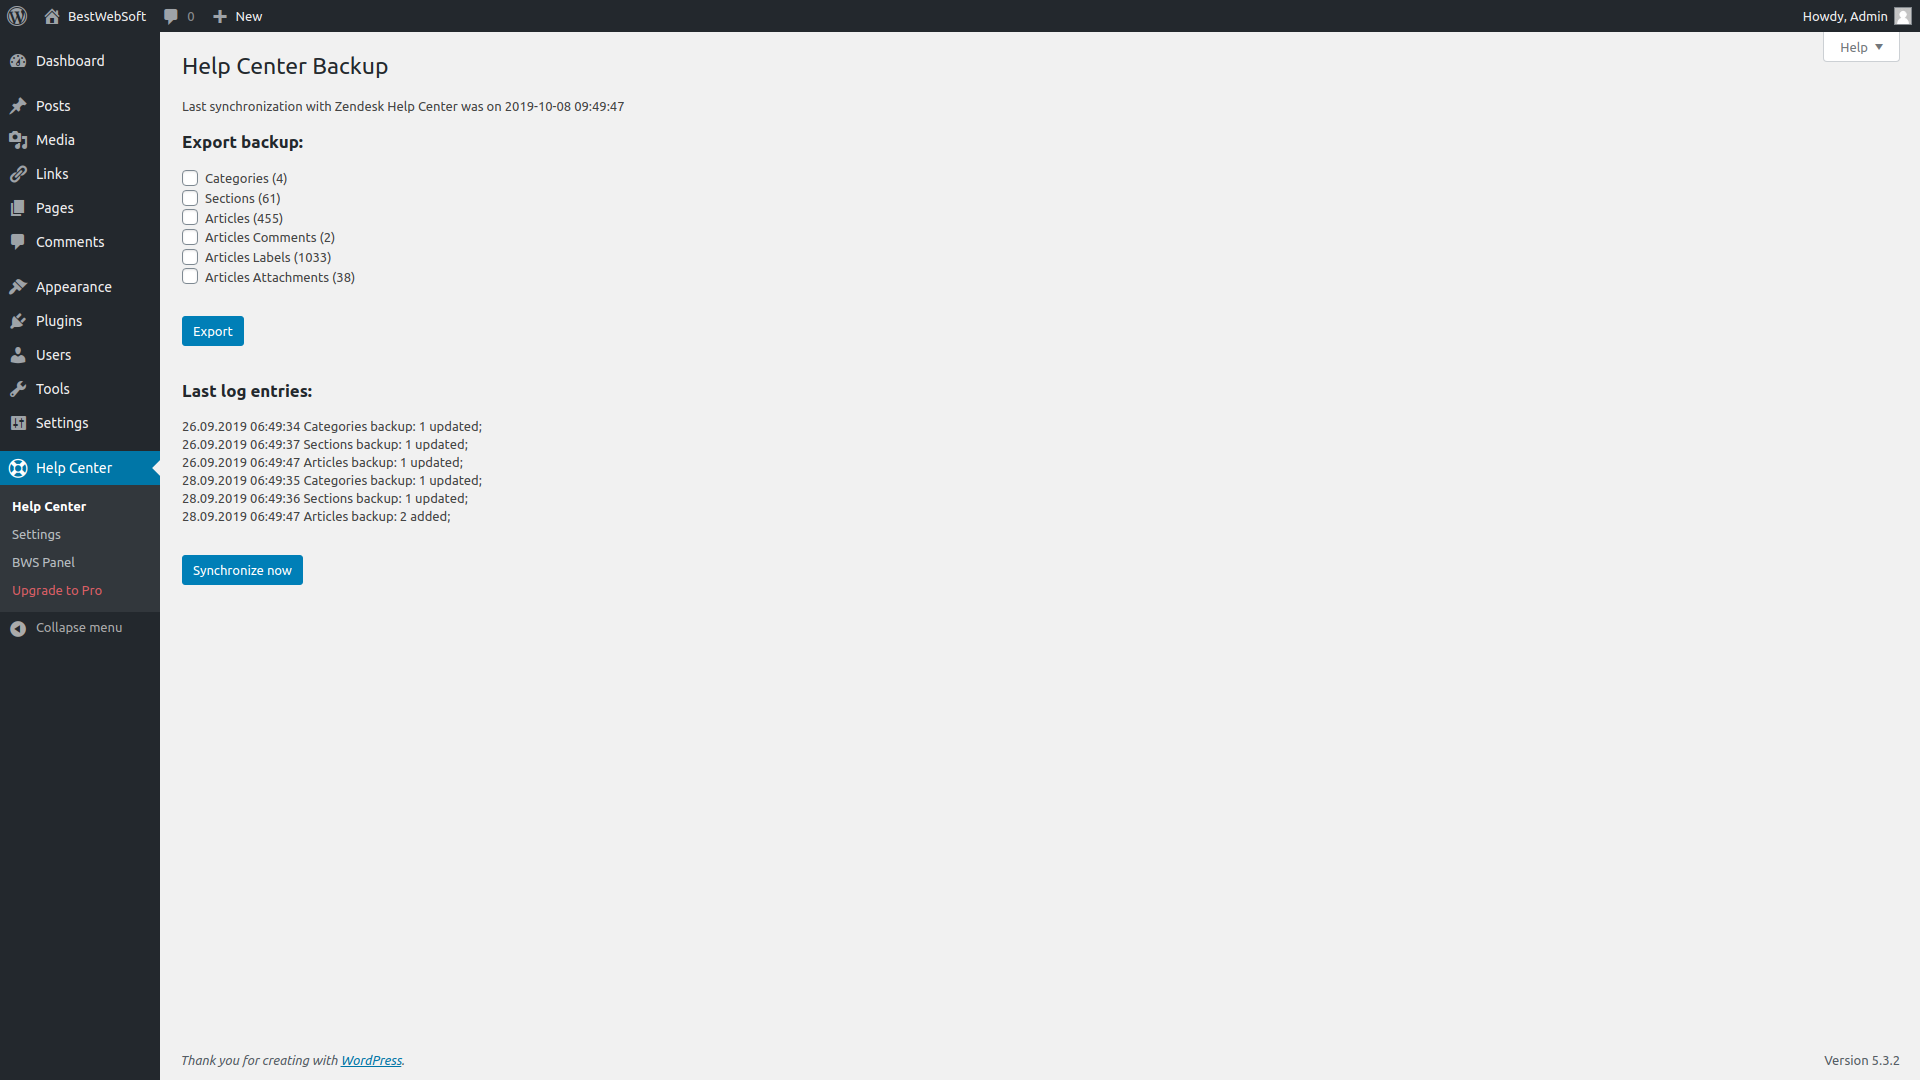 BestWebSoft 0 New Howdy, Admin
Help
Dashboard
Posts
Media
Links
Pages
Comments
Appearance
Plugins
Users
Tools
Settings
Help Center
Help Center
Settings
BWS Panel
Upgrade to Pro
Collapse menu
Help Center Backup
Last synchronization with Zendesk Help Center was on 2019-10-08 09:49:47
Export backup:
Categories (4)
Sections (61)
Articles (455)
Articles Comments (2)
Articles Labels (1033)
Articles Attachments (38)
Export
Last log entries:
26.09.2019 06:49:34 Categories backup: 1 updated;
26.09.2019 06:49:37 Sections backup: 1 updated;
26.09.2019 06:49:47 Articles backup: 1 updated;
28.09.2019 06:49:35 Categories backup: 1 updated;
28.09.2019 06:49:36 Sections backup: 1 updated;
28.09.2019 06:49:47 Articles backup: 2 added;
Synchronize now
Thank you for creating with WordPress.
Version 5.3.2